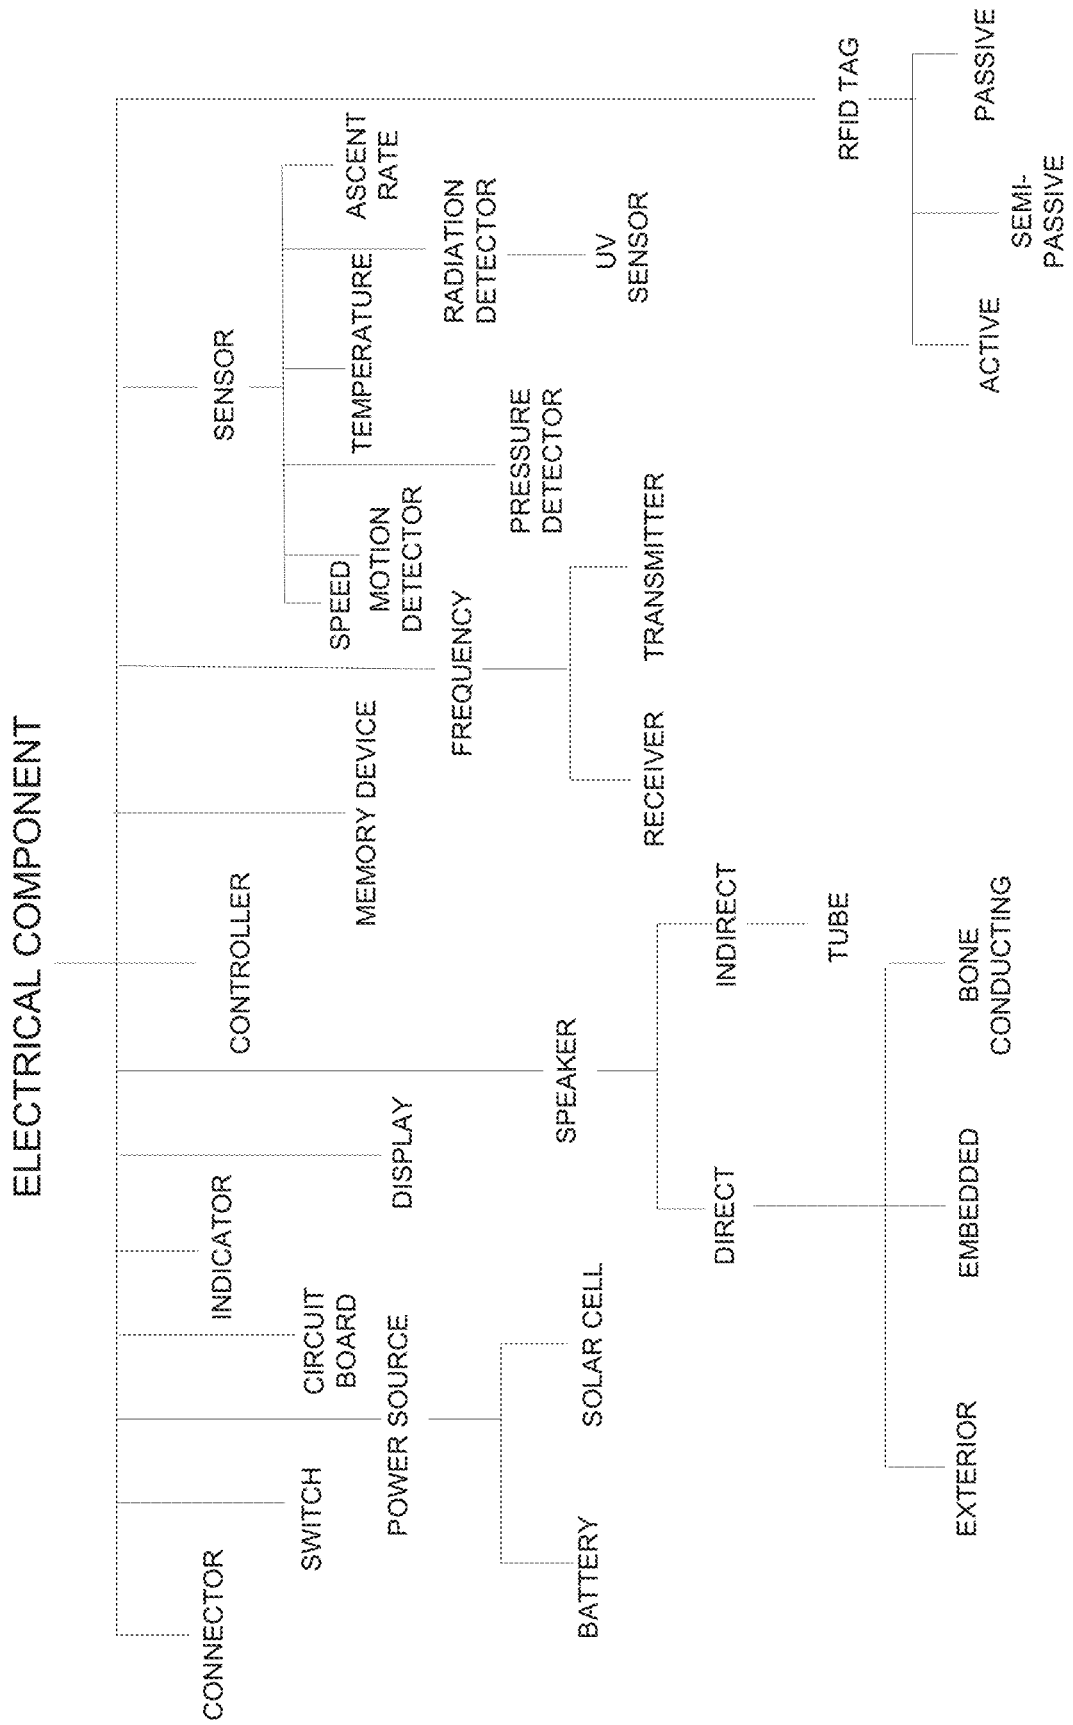 ELECTRICAL COMPONENT
CONNECTOR
SWITCH
POWER SOURCE
BATTERY
SOLAR CELL
CIRCUIT
BOARD
INDICATOR
DISPLAY
SPEAKER
DIRECT
EXTERIOR
EMBEDDED
BONE
CONDUCTING
INDIRECT
TUBE
CONTROLLER
MEMORY DEVICE
FREQUENCY
RECEIVER
TRANSMITTER
SENSOR
SPEED
MOTION
DETECTOR
PRESSURE
DETECTOR
TEMPERATURE
RADIATION
DETECTOR
UV
SENSOR
ASCENT
RATE
RFID TAG
ACTIVE
SEMI-
PASSIVE
PASSIVE